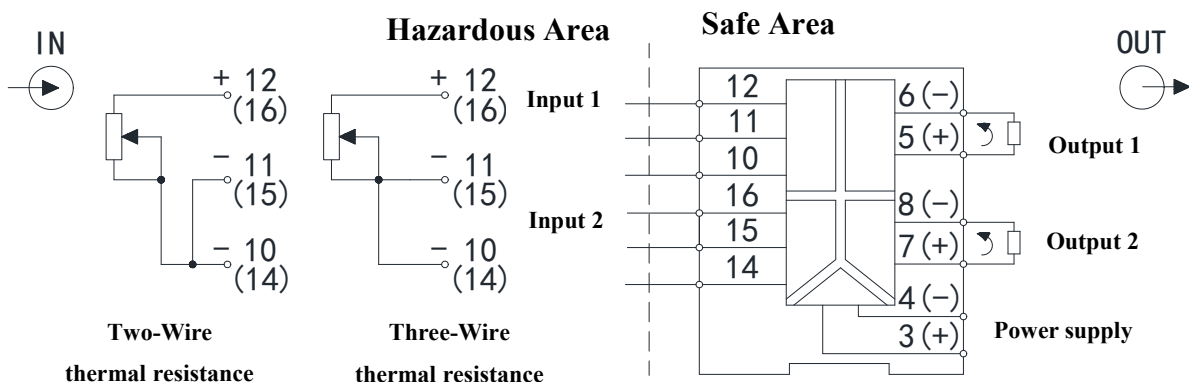 Hazardous Area
Safe Area
IN
OUT
+ 12
(16)
− 11
(15)
− 10
(14)
Two-Wire
thermal resistance
+ 12
(16)
− 11
(15)
− 10
(14)
Three-Wire
thermal resistance
Input 1
Input 2
12
11
10
16
15
14
6 (−)
5 (+)
8 (−)
7 (+)
4 (−)
3 (+)
Output 1
Output 2
Power supply